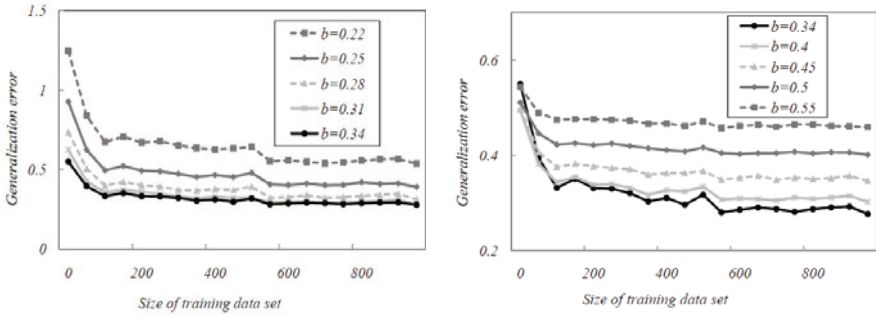 1.5
1
0.5
0
Generalization error
b=0.22
b=0.25
b=0.28
b=0.31
b=0.34
0 200 400 600 800
Size of training data set
0.6
0.4
0.2
Generalization error
b=0.34
b=0.4
b=0.45
b=0.5
b=0.55
0 200 400 600 800
Size of training data set